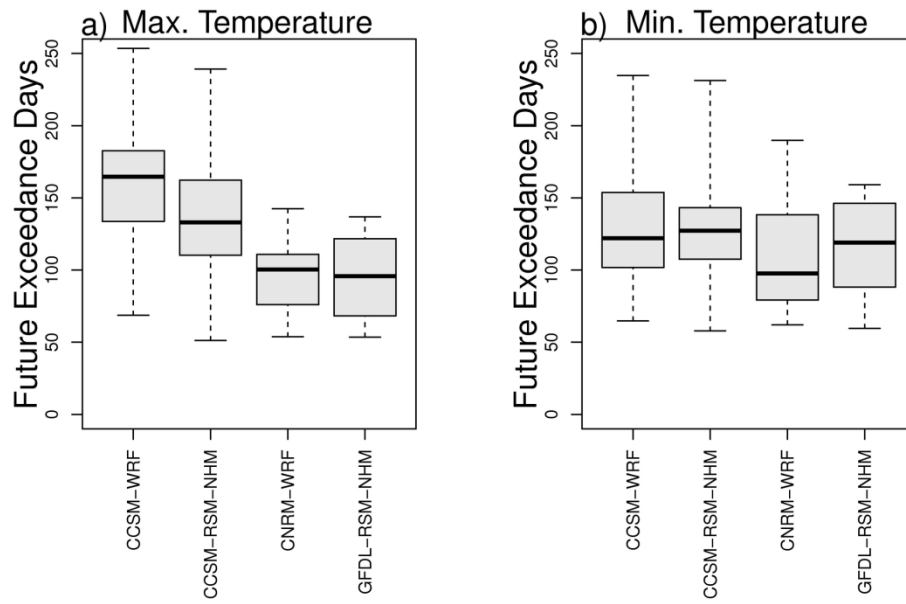 a) Max. Temperature
Future Exceedance Days
250
200
150
100
50
0
CCSM−WRF
CCSM−RSM−NHM
CNRM−WRF
GFDL−RSM−NHM
b) Min. Temperature
Future Exceedance Days
250
200
150
100
50
0
CCSM−WRF
CCSM−RSM−NHM
CNRM−WRF
GFDL−RSM−NHM